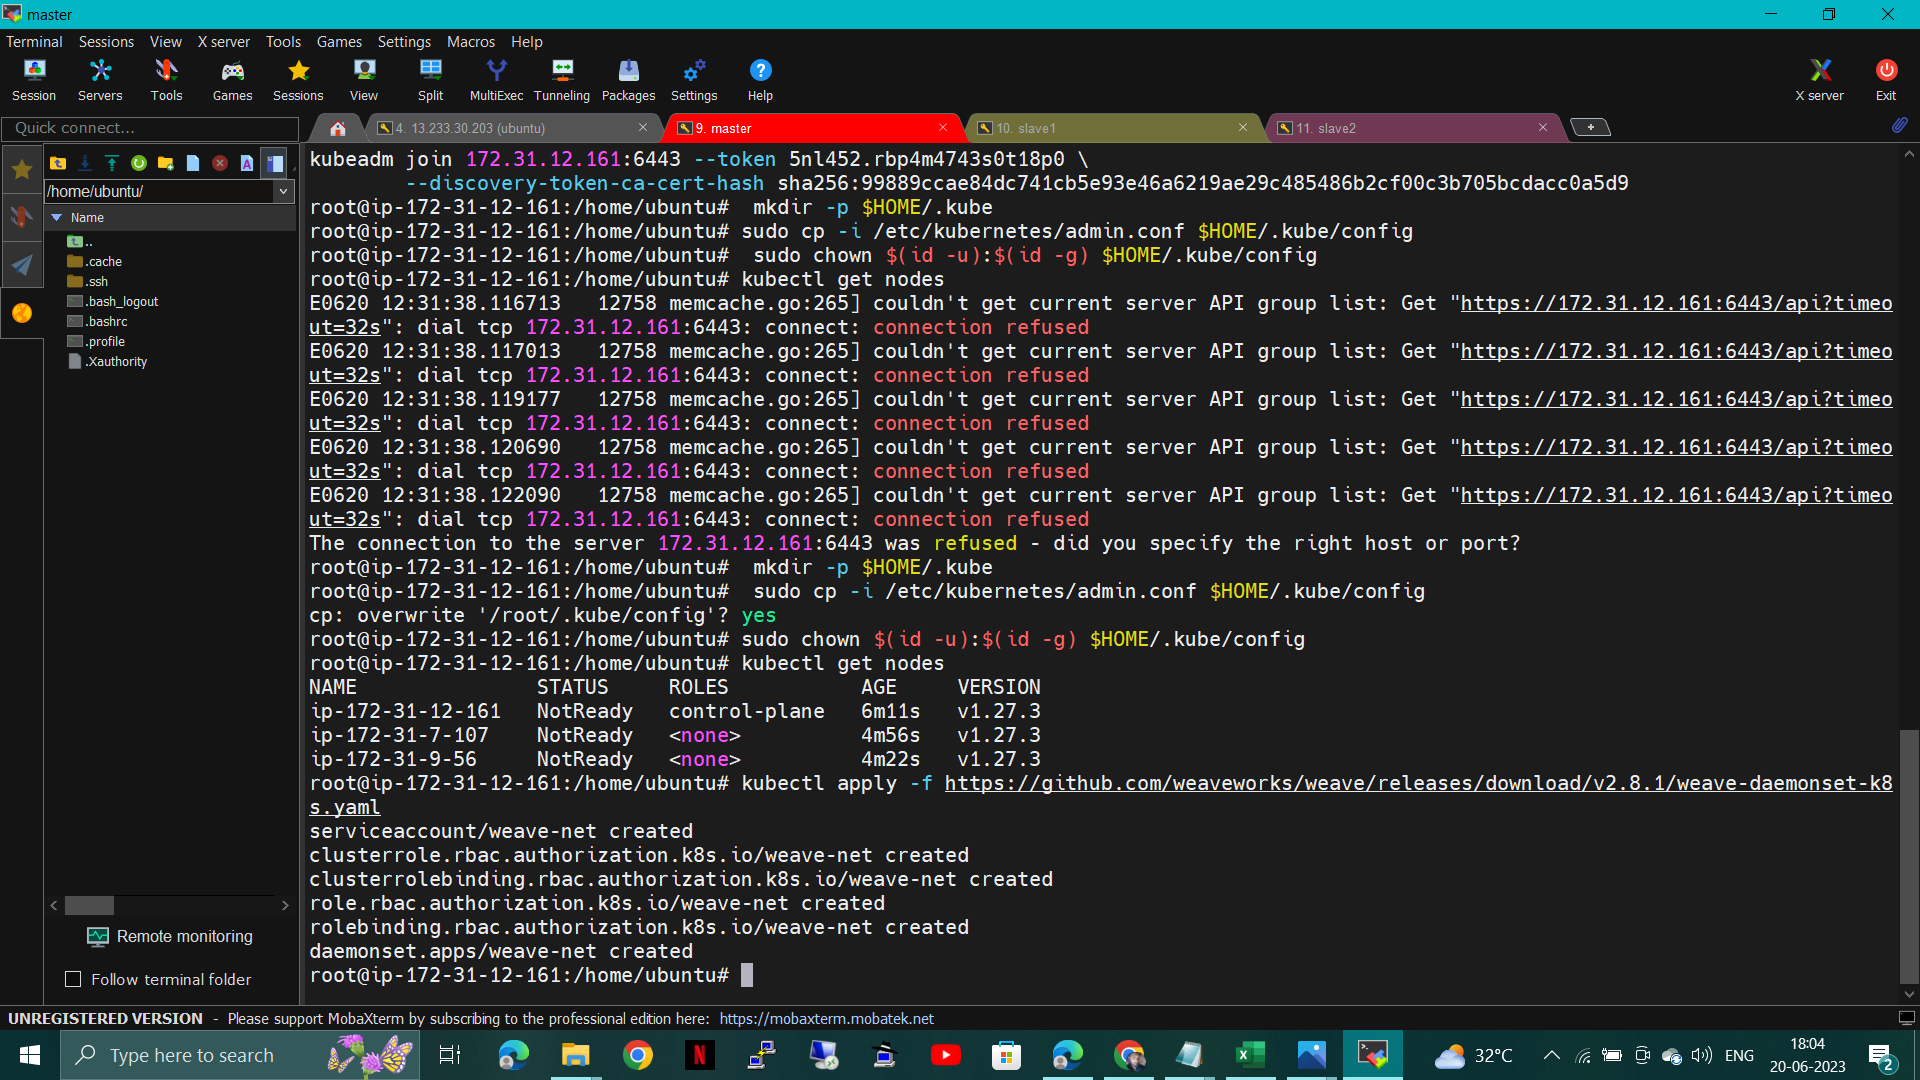 master
Terminal Sessions View X server Tools Games Settings Macros Help
Session Servers Tools Games Sessions View Split MultiExec Tunneling Packages Settings Help X server Exit
Quick connect...
4. 13.233.30.203 (ubuntu)
9. master
10. slave1
11. slave2
/home/ubuntu/
Name
..
.cache
.ssh
.bash_logout
.bashrc
.profile
.Xauthority
Remote monitoring
Follow terminal folder
kubeadm join 172.31.12.161:6443 --token 5nl452.rbp4m4743s0t18p0 \
--discovery-token-ca-cert-hash sha256:99889ccae84dc741cb5e93e46a6219ae29c485486b2cf00c3b705bcdacc0a5d9
root@ip-172-31-12-161:/home/ubuntu#  mkdir -p $HOME/.kube
root@ip-172-31-12-161:/home/ubuntu# sudo cp -i /etc/kubernetes/admin.conf $HOME/.kube/config
root@ip-172-31-12-161:/home/ubuntu#  sudo chown $(id -u):$(id -g) $HOME/.kube/config
root@ip-172-31-12-161:/home/ubuntu# kubectl get nodes
E0620 12:31:38.116713   12758 memcache.go:265] couldn't get current server API group list: Get "https://172.31.12.161:6443/api?timeo
ut=32s": dial tcp 172.31.12.161:6443: connect: connection refused
E0620 12:31:38.117013   12758 memcache.go:265] couldn't get current server API group list: Get "https://172.31.12.161:6443/api?timeo
ut=32s": dial tcp 172.31.12.161:6443: connect: connection refused
E0620 12:31:38.119177   12758 memcache.go:265] couldn't get current server API group list: Get "https://172.31.12.161:6443/api?timeo
ut=32s": dial tcp 172.31.12.161:6443: connect: connection refused
E0620 12:31:38.120690   12758 memcache.go:265] couldn't get current server API group list: Get "https://172.31.12.161:6443/api?timeo
ut=32s": dial tcp 172.31.12.161:6443: connect: connection refused
E0620 12:31:38.122090   12758 memcache.go:265] couldn't get current server API group list: Get "https://172.31.12.161:6443/api?timeo
ut=32s": dial tcp 172.31.12.161:6443: connect: connection refused
The connection to the server 172.31.12.161:6443 was refused - did you specify the right host or port?
root@ip-172-31-12-161:/home/ubuntu#  mkdir -p $HOME/.kube
root@ip-172-31-12-161:/home/ubuntu#  sudo cp -i /etc/kubernetes/admin.conf $HOME/.kube/config
cp: overwrite '/root/.kube/config'? yes
root@ip-172-31-12-161:/home/ubuntu# sudo chown $(id -u):$(id -g) $HOME/.kube/config
root@ip-172-31-12-161:/home/ubuntu# kubectl get nodes
NAME               STATUS     ROLES           AGE     VERSION
ip-172-31-12-161   NotReady   control-plane   6m11s   v1.27.3
ip-172-31-7-107    NotReady   <none>          4m56s   v1.27.3
ip-172-31-9-56     NotReady   <none>          4m22s   v1.27.3
root@ip-172-31-12-161:/home/ubuntu# kubectl apply -f https://github.com/weaveworks/weave/releases/download/v2.8.1/weave-daemonset-k8
s.yaml
serviceaccount/weave-net created
clusterrole.rbac.authorization.k8s.io/weave-net created
clusterrolebinding.rbac.authorization.k8s.io/weave-net created
role.rbac.authorization.k8s.io/weave-net created
rolebinding.rbac.authorization.k8s.io/weave-net created
daemonset.apps/weave-net created
root@ip-172-31-12-161:/home/ubuntu#
UNREGISTERED VERSION - Please support MobaXterm by subscribing to the professional edition here: https://mobaxterm.mobatek.net
Type here to search
32°C
ENG
18:04
20-06-2023
2